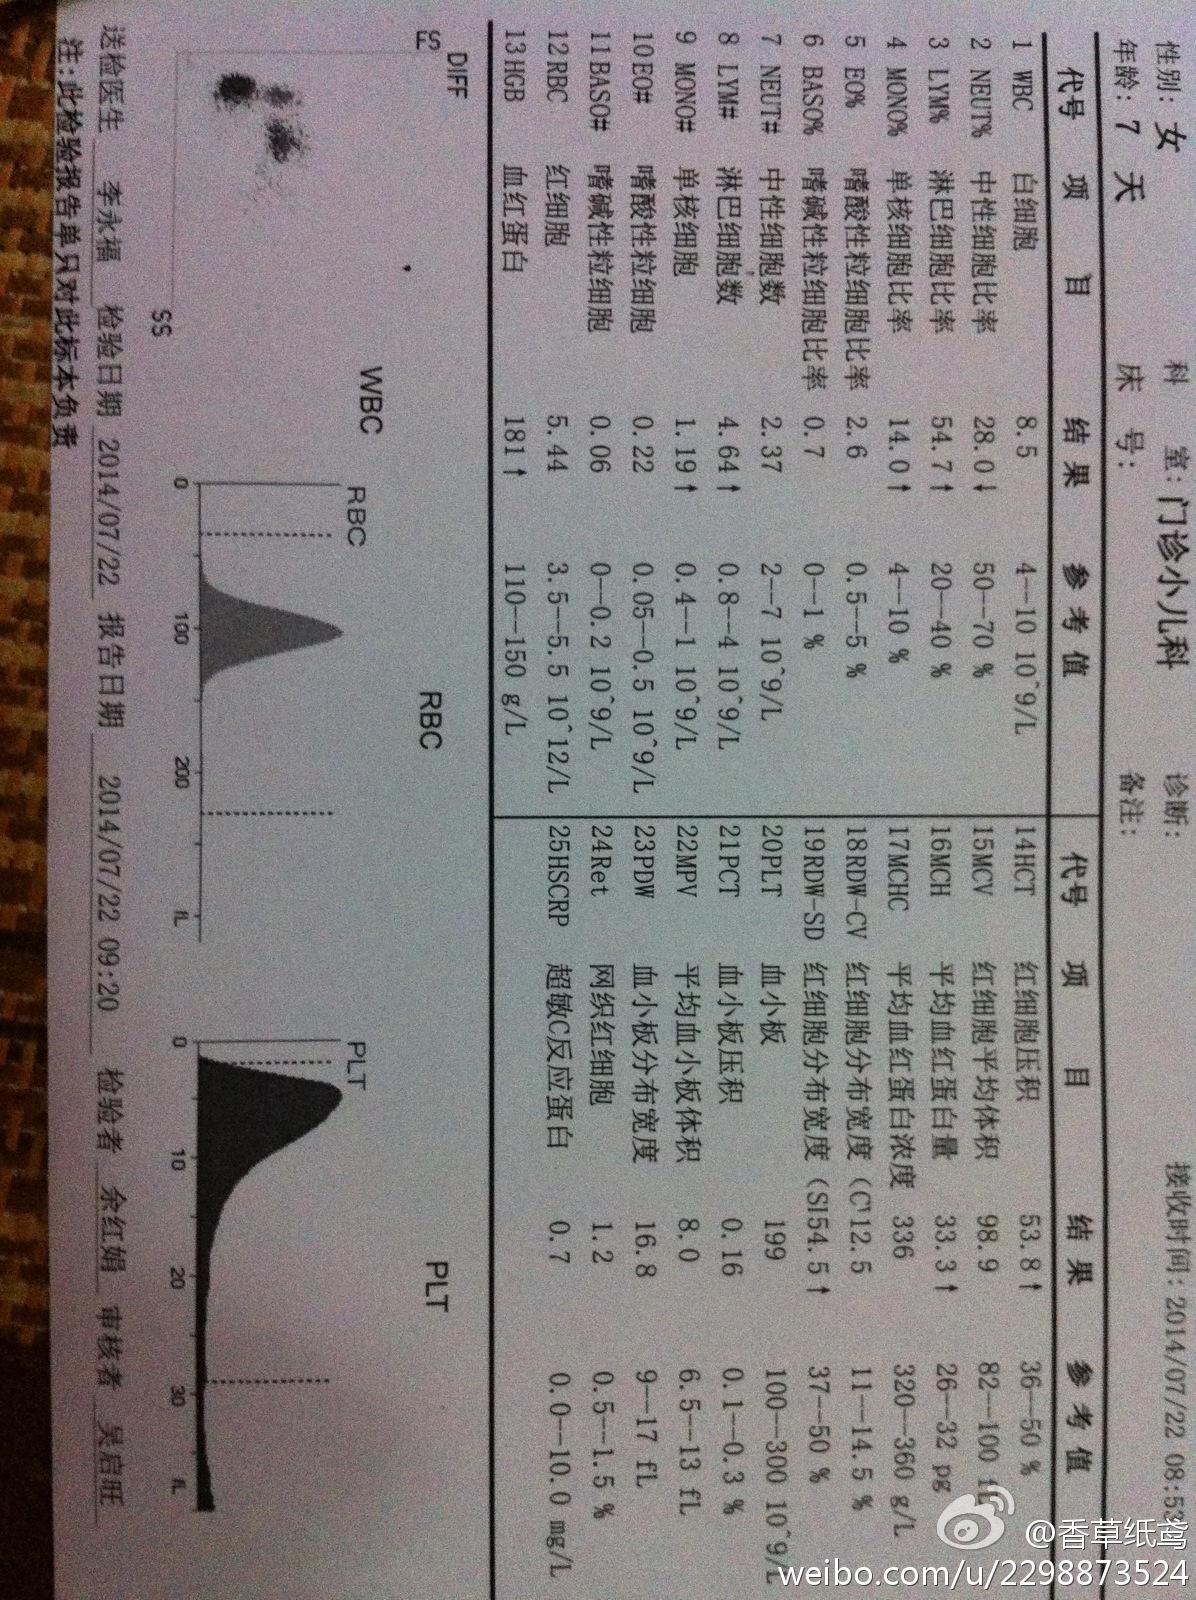 性别: 女 科 室: 门诊小儿科 诊断: 接收时间: 2014/07/22 08:53
年龄: 7 天 床 号: 备注:
代号 项 目 结 果 参 考 值 代号 项 目 结 果 参 考 值
1 WBC 白细胞 8.5 4--10 10^9/L 14HCT 红细胞压积 53.8↑ 36--50 %
2 NEUT% 中性细胞比率 28.0↓ 50--70 % 15MCV 红细胞平均体积 98.9 82--100 fL
3 LYM% 淋巴细胞比率 54.7↑ 20--40 % 16MCH 平均血红蛋白量 33.3↑ 26--32 pg
4 MONO% 单核细胞比率 14.0↑ 4--10 % 17MCHC 平均血红蛋白浓度 336 320--360 g/L
5 EO% 嗜酸性粒细胞比率 2.6 0.5--5 % 18RDW-CV 红细胞分布宽度 (C 12.5 11--14.5 %
6 BASO% 嗜碱性粒细胞比率 0.7 0--1 % 19RDW-SD 红细胞分布宽度 (S 54.5↑ 37--50 %
7 NEUT# 中性细胞数 2.37 2--7 10^9/L 20PLT 血小板 199 100--300 10^9/L
8 LYM# 淋巴细胞数 4.64↑ 0.8--4 10^9/L 21PCT 血小板压积 0.16 0.1--0.3 %
9 MONO# 单核细胞 1.19↑ 0.4--1 10^9/L 22MPV 平均血小板体积 8.0 6.5--13 fL
10EO# 嗜酸性粒细胞 0.22 0.05--0.5 10^9/L 23PDW 血小板分布宽度 16.8 9--17 fL
11BASO# 嗜碱性粒细胞 0.06 0--0.2 10^9/L 24Ret 网织红细胞 1.2 0.5--1.5 %
12RBC 红细胞 5.44 3.5--5.5 10^12/L 25HSCRP 超敏C反应蛋白 0.7 0.0--10.0 mg/L
13HGB 血红蛋白 181↑ 110--150 g/L
DIFF
FS
WBC
RBC
PLT
RBC
PLT
SS
0 100 200 fL
0 10 20 30 fL
送检医生 李永福 检验日期 2014/07/22 报告日期 2014/07/22 09:20 检验者 余红娟 审核者 吴启旺
注:此检验报告单只对此标本负责
@香草纸鸢
weibo.com/u/2298873524